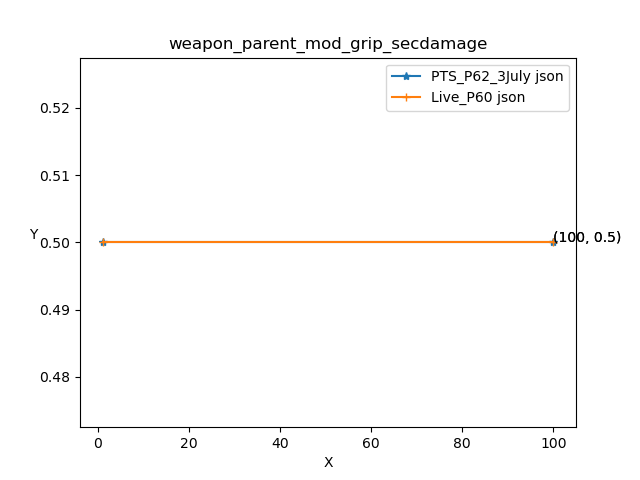 weapon_parent_mod_grip_secdamage
PTS_P62_3July json
Live_P60 json
0.52
0.51
0.50
0.49
0.48
Y
(100, 0.5)
0 20 40 60 80 100
X